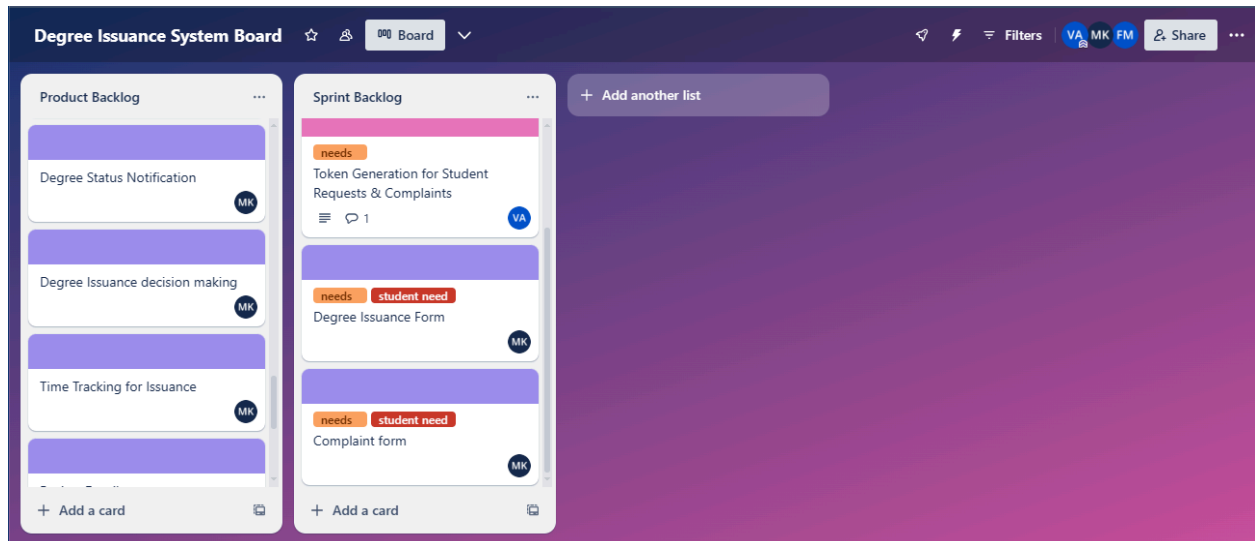 Degree Issuance System Board
Board
Filters
VA
MK
FM
Share
Product Backlog
Degree Status Notification
MK
Degree Issuance decision making
MK
Time Tracking for Issuance
MK
+ Add a card
Sprint Backlog
needs
Token Generation for Student
Requests & Complaints
1
VA
needs student need
Degree Issuance Form
MK
needs student need
Complaint form
MK
+ Add a card
+ Add another list